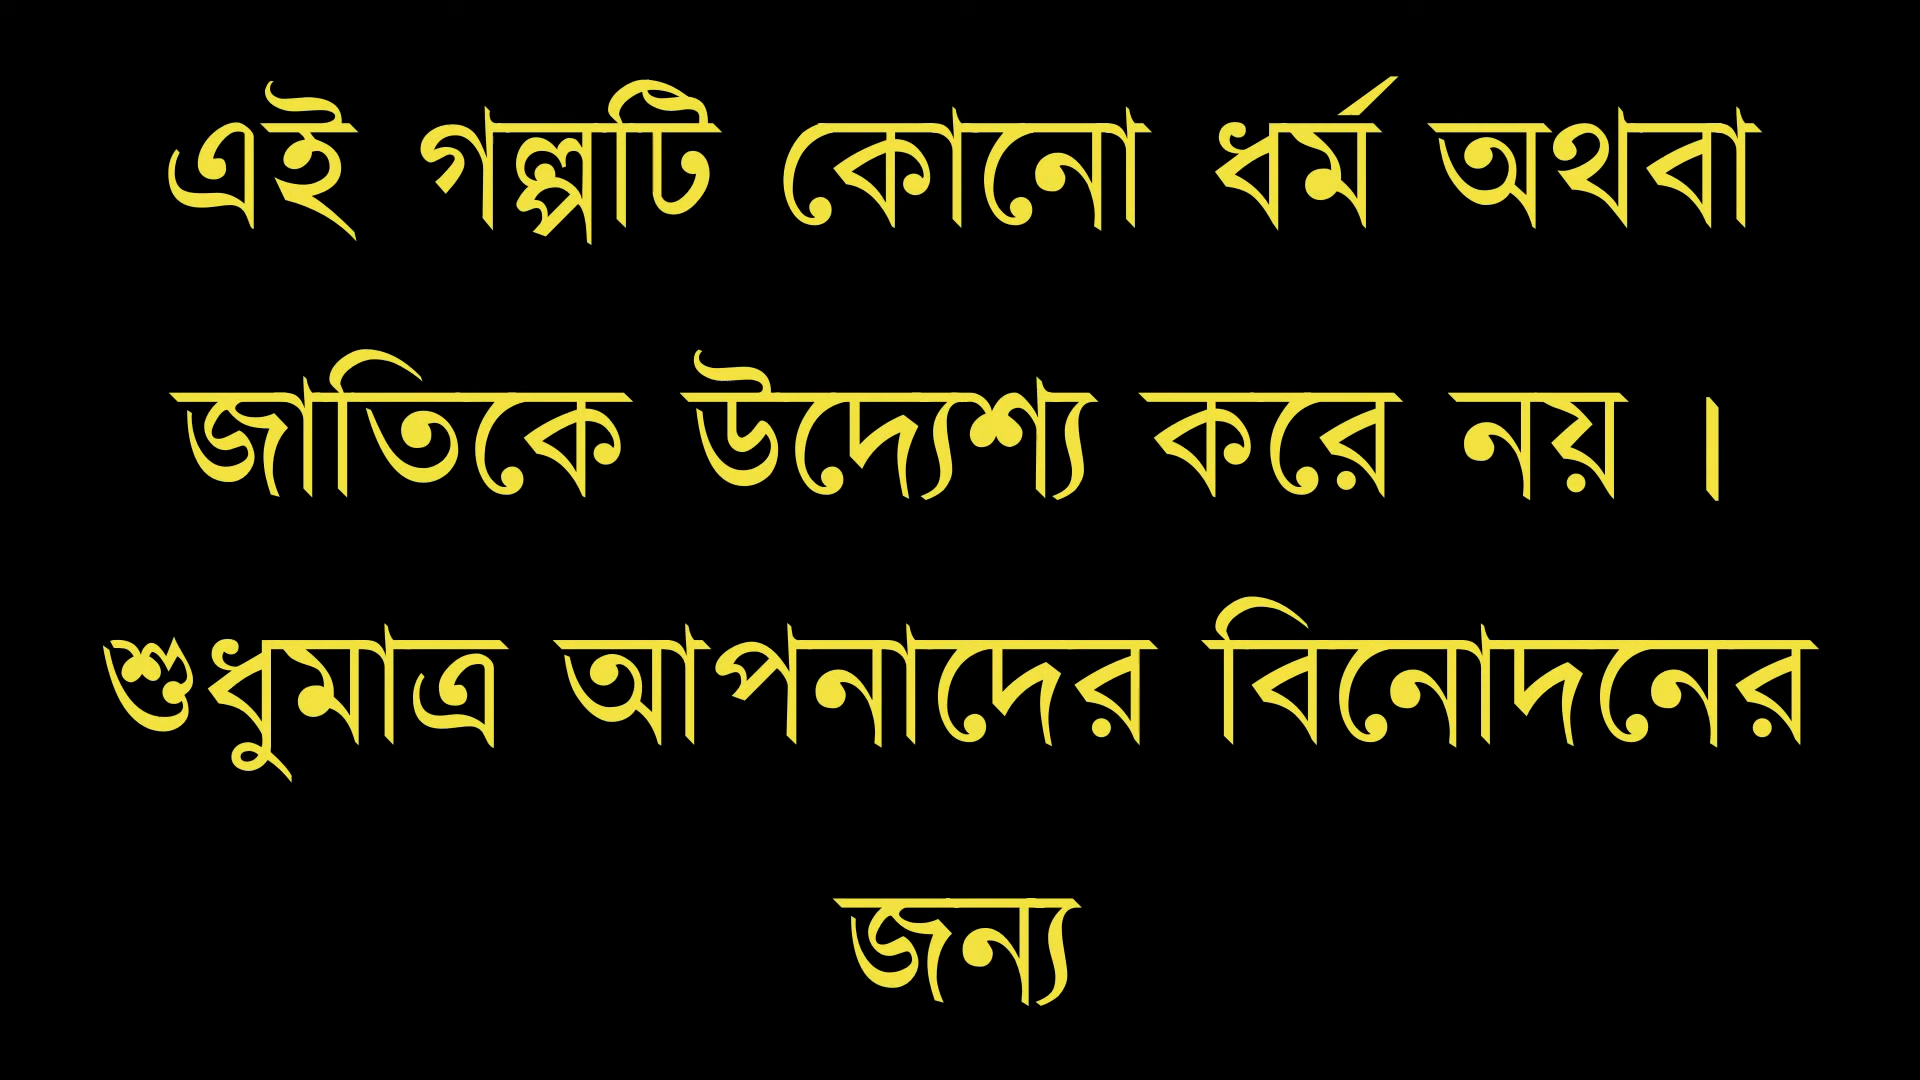 এই গল্পটি কোনো ধর্ম অথবা
জাতিকে উদ্যেশ্য করে নয় ।
শুধুমাত্র আপনাদের বিনোদনের
জন্য